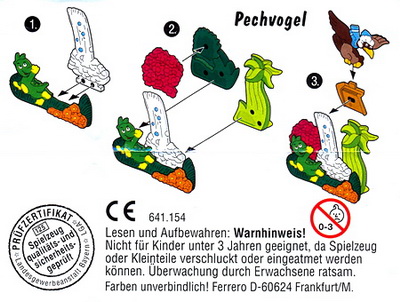 Pechvogel
1.
2.
3.
PRÜFZERTIFIKAT
LGA
Spielzeug
qualitäts- und
sicherheits-
geprüft
Landesgewerbeanstalt Bayern
CE 641.154
0-3
Lesen und Aufbewahren: Warnhinweis!
Nicht für Kinder unter 3 Jahren geeignet, da Spielzeug
oder Kleinteile verschluckt oder eingeatmet werden
können. Überwachung durch Erwachsene ratsam.
Farben unverbindlich! Ferrero D-60624 Frankfurt/M.